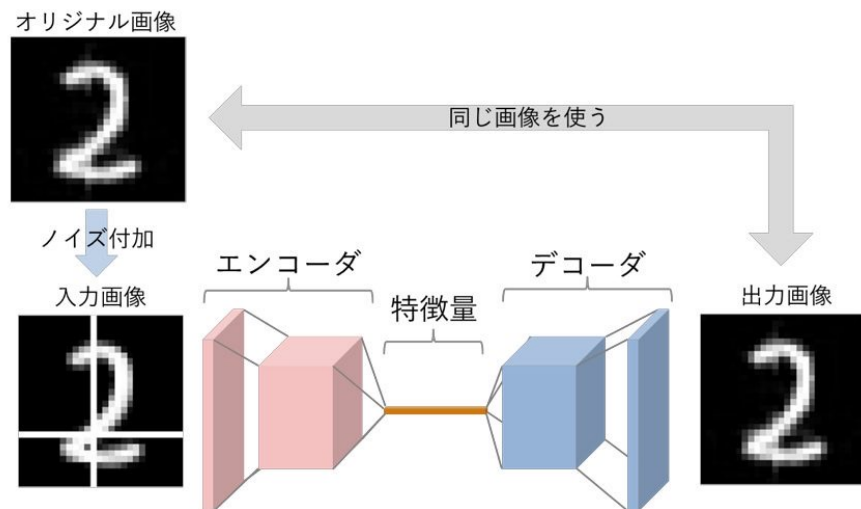 オリジナル画像
同じ画像を使う
ノイズ付加
入力画像
エンコーダ
特徴量
デコーダ
出力画像